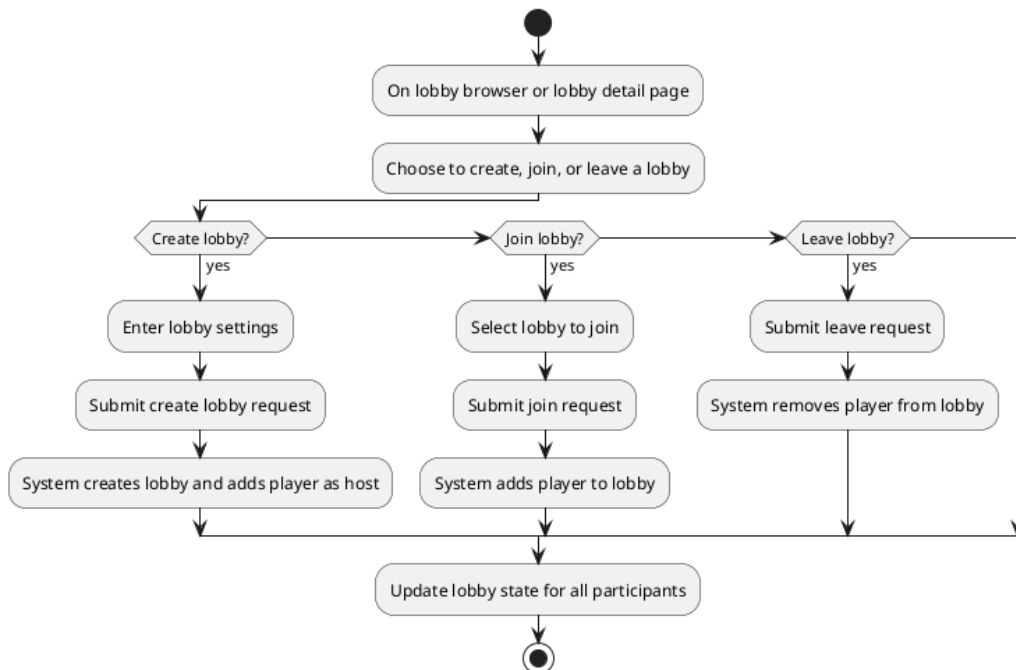 On lobby browser or lobby detail page
Choose to create, join, or leave a lobby
Create lobby?
Join lobby?
Leave lobby?
yes
yes
yes
Enter lobby settings
Select lobby to join
Submit leave request
Submit create lobby request
Submit join request
System removes player from lobby
System creates lobby and adds player as host
System adds player to lobby
Update lobby state for all participants